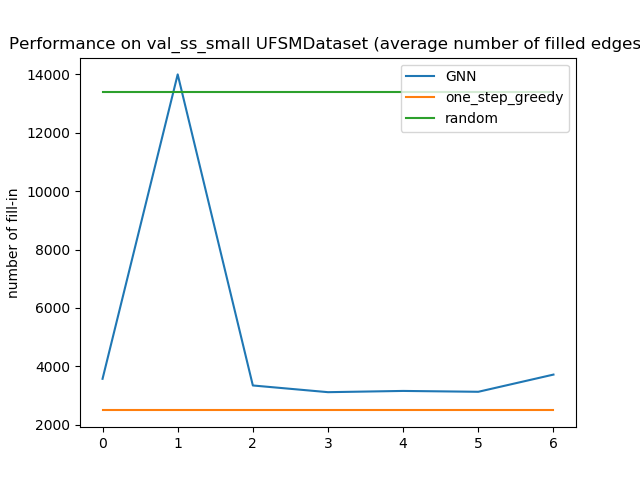 Performance on val_ss_small UFSMDataset (average number of filled edges
14000
12000
10000
8000
6000
4000
2000
number of fill-in
GNN
one_step_greedy
random
0 1 2 3 4 5 6